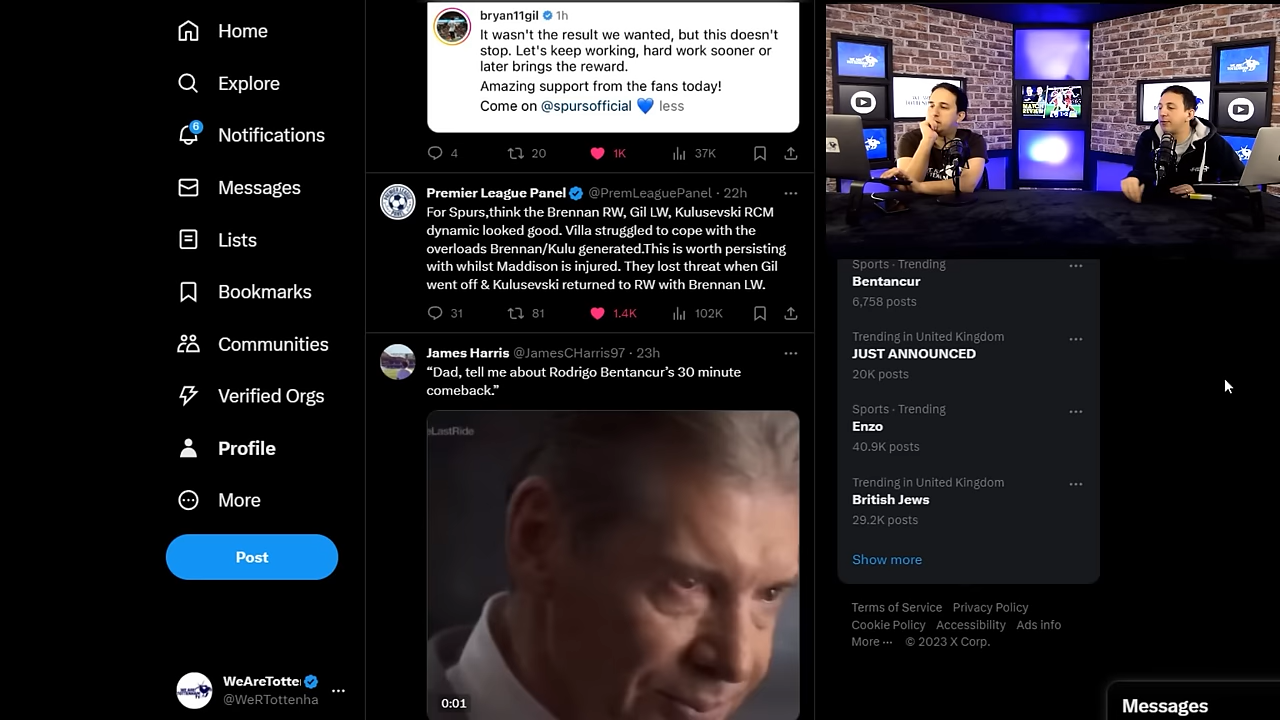 Home
Explore
6
Notifications
Messages
Lists
Bookmarks
Communities
Verified Orgs
Profile
More
Post
WeAreTotte
@WeRTottenha
bryan11gil 1h
It wasn't the result we wanted, but this doesn't
stop. Let's keep working, hard work sooner or
later brings the reward.
Amazing support from the fans today!
Come on @spursofficial 💙 less
4 20 1K 37K
Premier League Panel @PremLeaguePanel · 22h
For Spurs,think the Brennan RW, Gil LW, Kulusevski RCM
dynamic looked good. Villa struggled to cope with the
overloads Brennan/Kulu generated.This is worth persisting
with whilst Maddison is injured. They lost threat when Gil
went off & Kulusevski returned to RW with Brennan LW.
31 81 1.4K 102K
James Harris @JamesCHarris97 · 23h
“Dad, tell me about Rodrigo Bentancur’s 30 minute
comeback.”
eLastRide
0:01
Sports · Trending
Bentancur
6,758 posts
Trending in United Kingdom
JUST ANNOUNCED
20K posts
Sports · Trending
Enzo
40.9K posts
Trending in United Kingdom
British Jews
29.2K posts
Show more
Terms of Service Privacy Policy
Cookie Policy Accessibility Ads info
More ··· © 2023 X Corp.
Messages